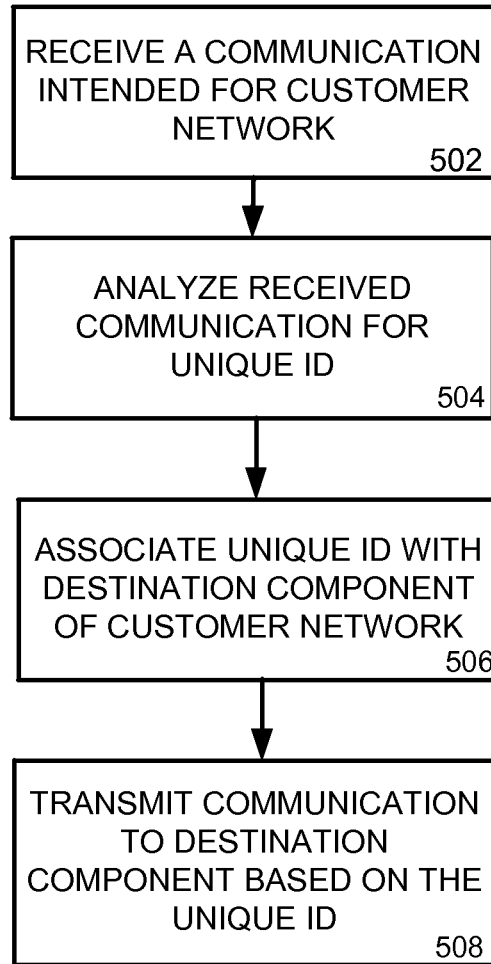 RECEIVE A COMMUNICATION
INTENDED FOR CUSTOMER
NETWORK
502
ANALYZE RECEIVED
COMMUNICATION FOR
UNIQUE ID
504
ASSOCIATE UNIQUE ID WITH
DESTINATION COMPONENT
OF CUSTOMER NETWORK
506
TRANSMIT COMMUNICATION
TO DESTINATION
COMPONENT BASED ON THE
UNIQUE ID
508